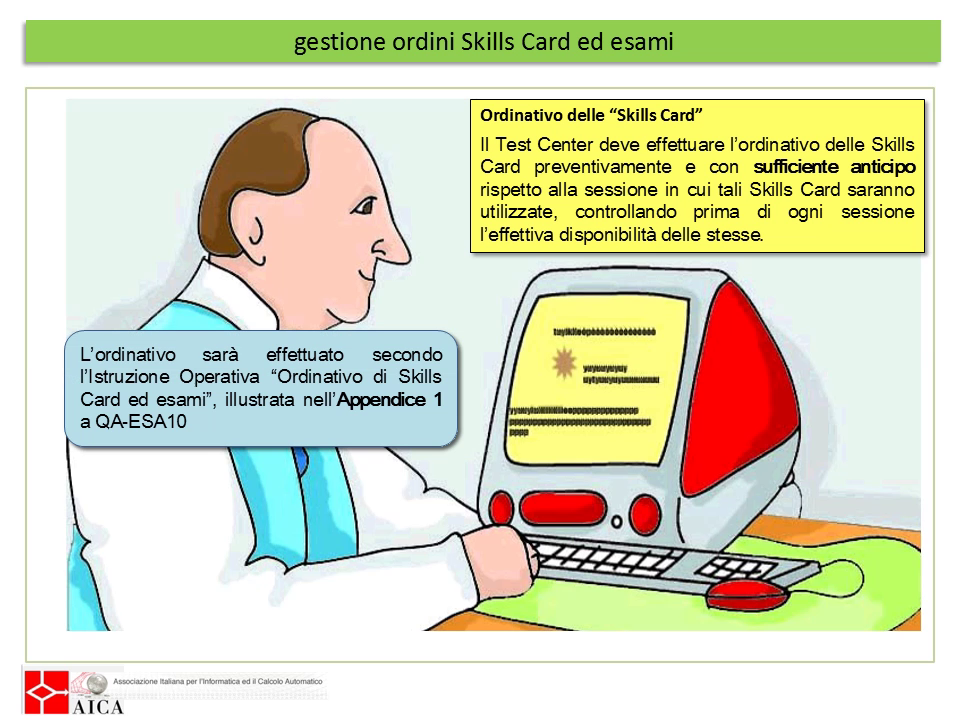 gestione ordini Skills Card ed esami
Ordinativo delle “Skills Card”
Il Test Center deve effettuare l’ordinativo delle Skills
Card preventivamente e con sufficiente anticipo
rispetto alla sessione in cui tali Skills Card saranno
utilizzate, controllando prima di ogni sessione
l’effettiva disponibilità delle stesse.
L’ordinativo sarà effettuato secondo
l’Istruzione Operativa “Ordinativo di Skills
Card ed esami”, illustrata nell’Appendice 1
a QA-ESA10
Associazione Italiana per l'Informatica ed il Calcolo Automatico
AICA